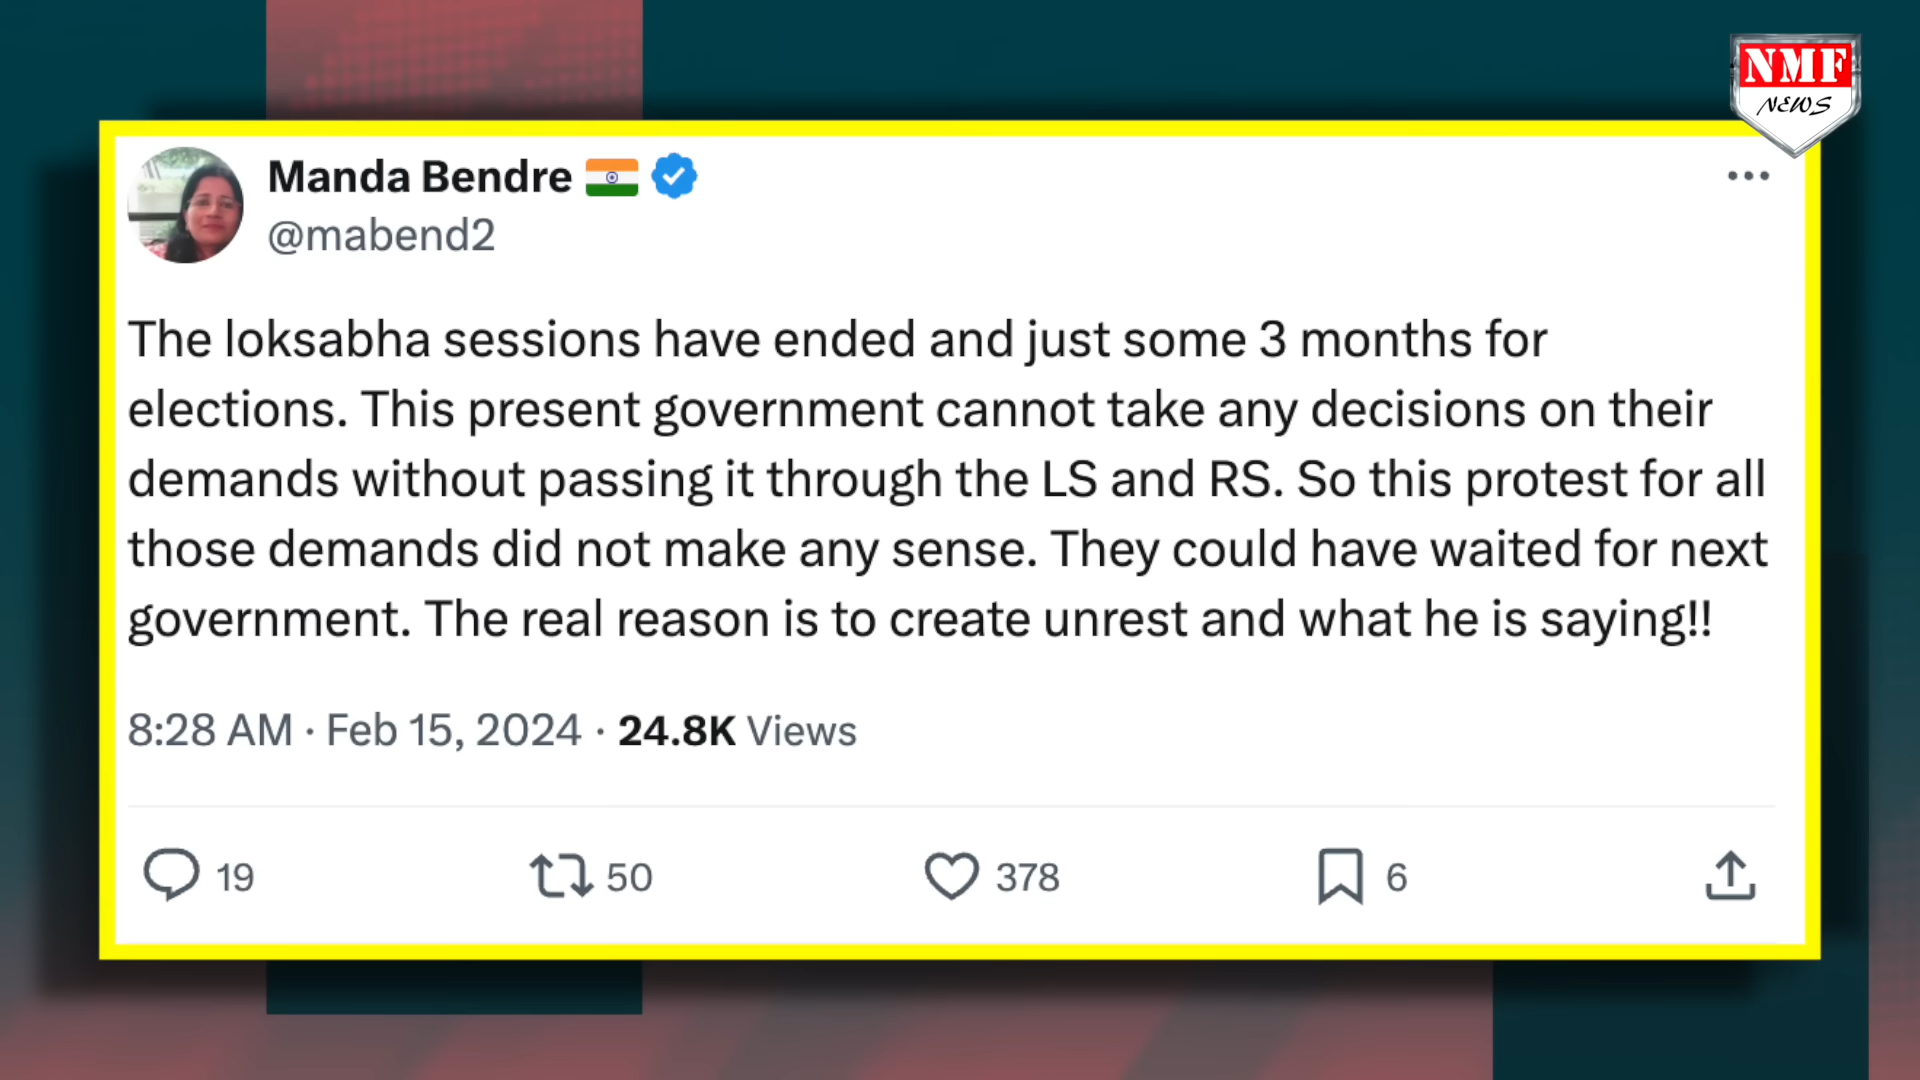 NMF
NEWS
Manda Bendre
@mabend2
The loksabha sessions have ended and just some 3 months for
elections. This present government cannot take any decisions on their
demands without passing it through the LS and RS. So this protest for all
those demands did not make any sense. They could have waited for next
government. The real reason is to create unrest and what he is saying!!
8:28 AM · Feb 15, 2024 · 24.8K Views
19 50 378 6